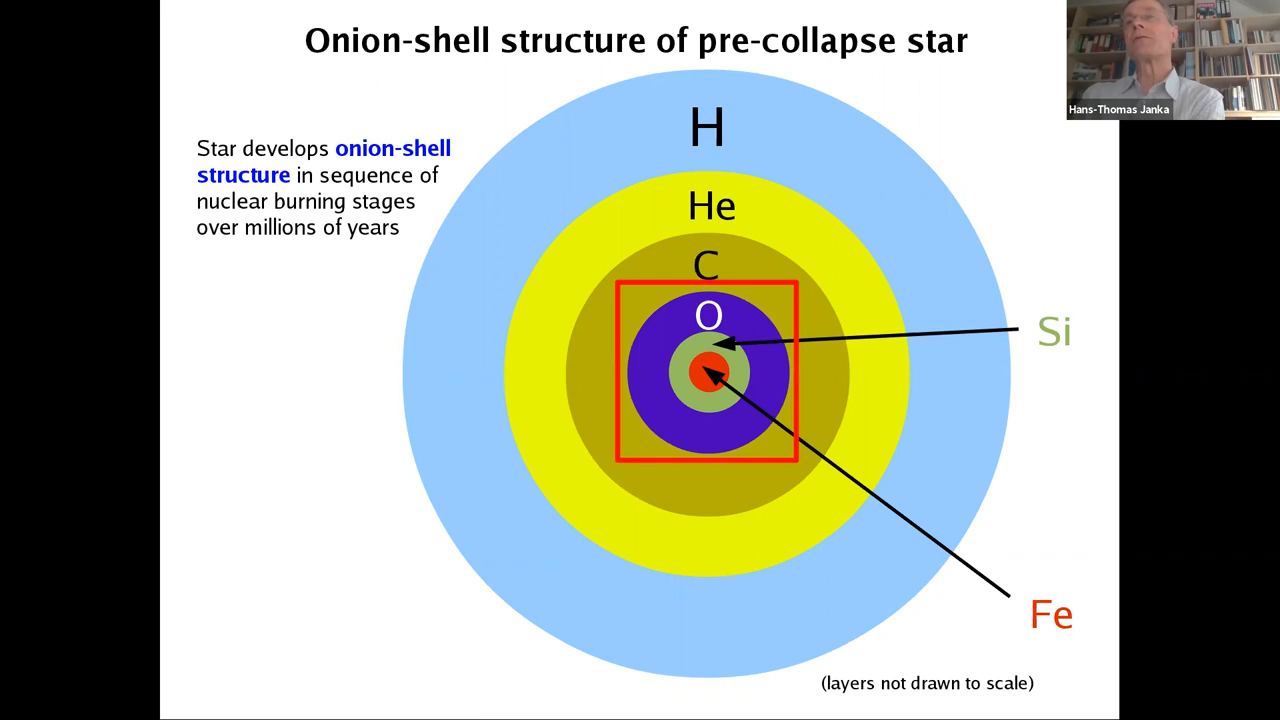 Onion-shell structure of pre-collapse star
Hans-Thomas Janka
H
Star develops onion-shell
structure in sequence of
nuclear burning stages
over millions of years
He
C
O
Si
Fe
(layers not drawn to scale)